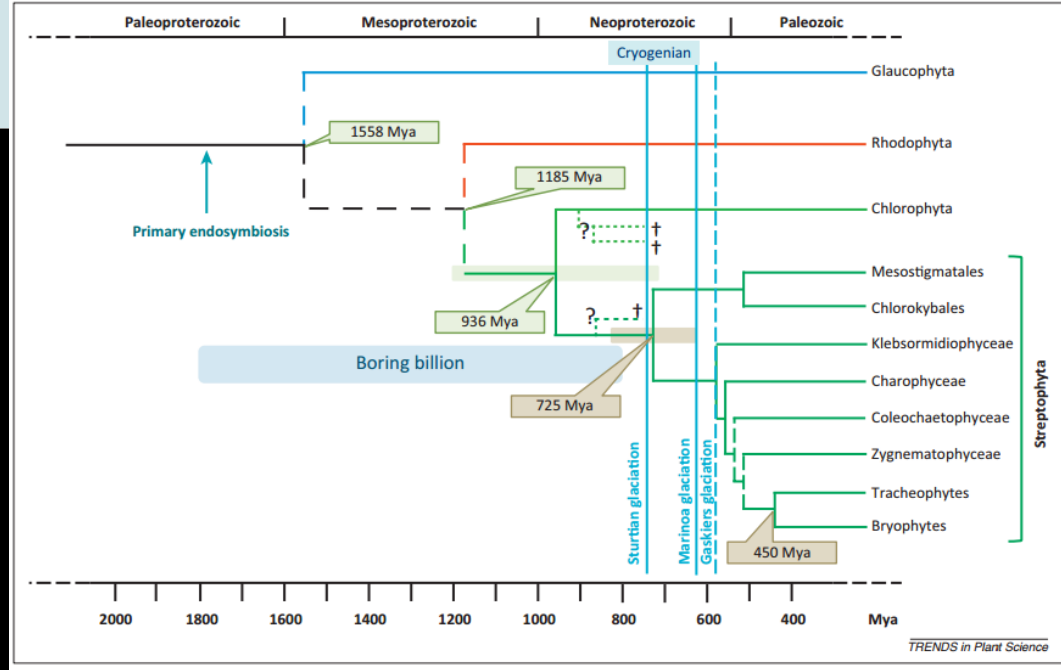 Paleoproterozoic Mesoproterozoic Neoproterozoic Paleozoic
Cryogenian
Glaucophyta
1558 Mya
Rhodophyta
1185 Mya
Primary endosymbiosis
Chlorophyta
? †
†
Mesostigmatales
936 Mya
? †
Chlorokybales
Klebsormidiophyceae
Boring billion
Charophyceae
725 Mya
Coleochaetophyceae
Streptophyta
Zygnematophyceae
Sturtian glaciation
Marinoa glaciation
Gaskiers glaciation
Tracheophytes
Bryophytes
450 Mya
2000 1800 1600 1400 1200 1000 800 600 400 Mya
TRENDS in Plant Science